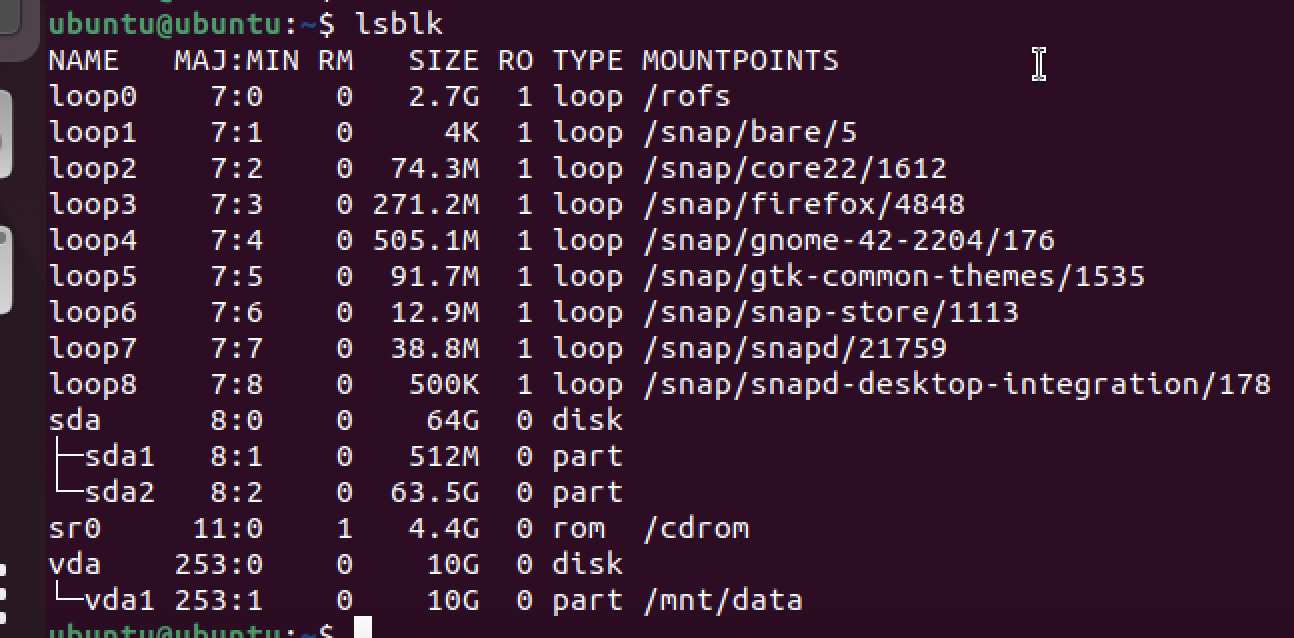 ubuntu@ubuntu:~$ lsblk
NAME   MAJ:MIN RM   SIZE RO TYPE MOUNTPOINTS
loop0    7:0    0   2.7G  1 loop /rofs
loop1    7:1    0     4K  1 loop /snap/bare/5
loop2    7:2    0  74.3M  1 loop /snap/core22/1612
loop3    7:3    0 271.2M  1 loop /snap/firefox/4848
loop4    7:4    0 505.1M  1 loop /snap/gnome-42-2204/176
loop5    7:5    0  91.7M  1 loop /snap/gtk-common-themes/1535
loop6    7:6    0  12.9M  1 loop /snap/snap-store/1113
loop7    7:7    0  38.8M  1 loop /snap/snapd/21759
loop8    7:8    0   500K  1 loop /snap/snapd-desktop-integration/178
sda      8:0    0    64G  0 disk
├─sda1   8:1    0   512M  0 part
└─sda2   8:2    0  63.5G  0 part
sr0     11:0    1   4.4G  0 rom  /cdrom
vda    253:0    0    10G  0 disk
└─vda1 253:1    0    10G  0 part /mnt/data
ubuntu@ubuntu:~$